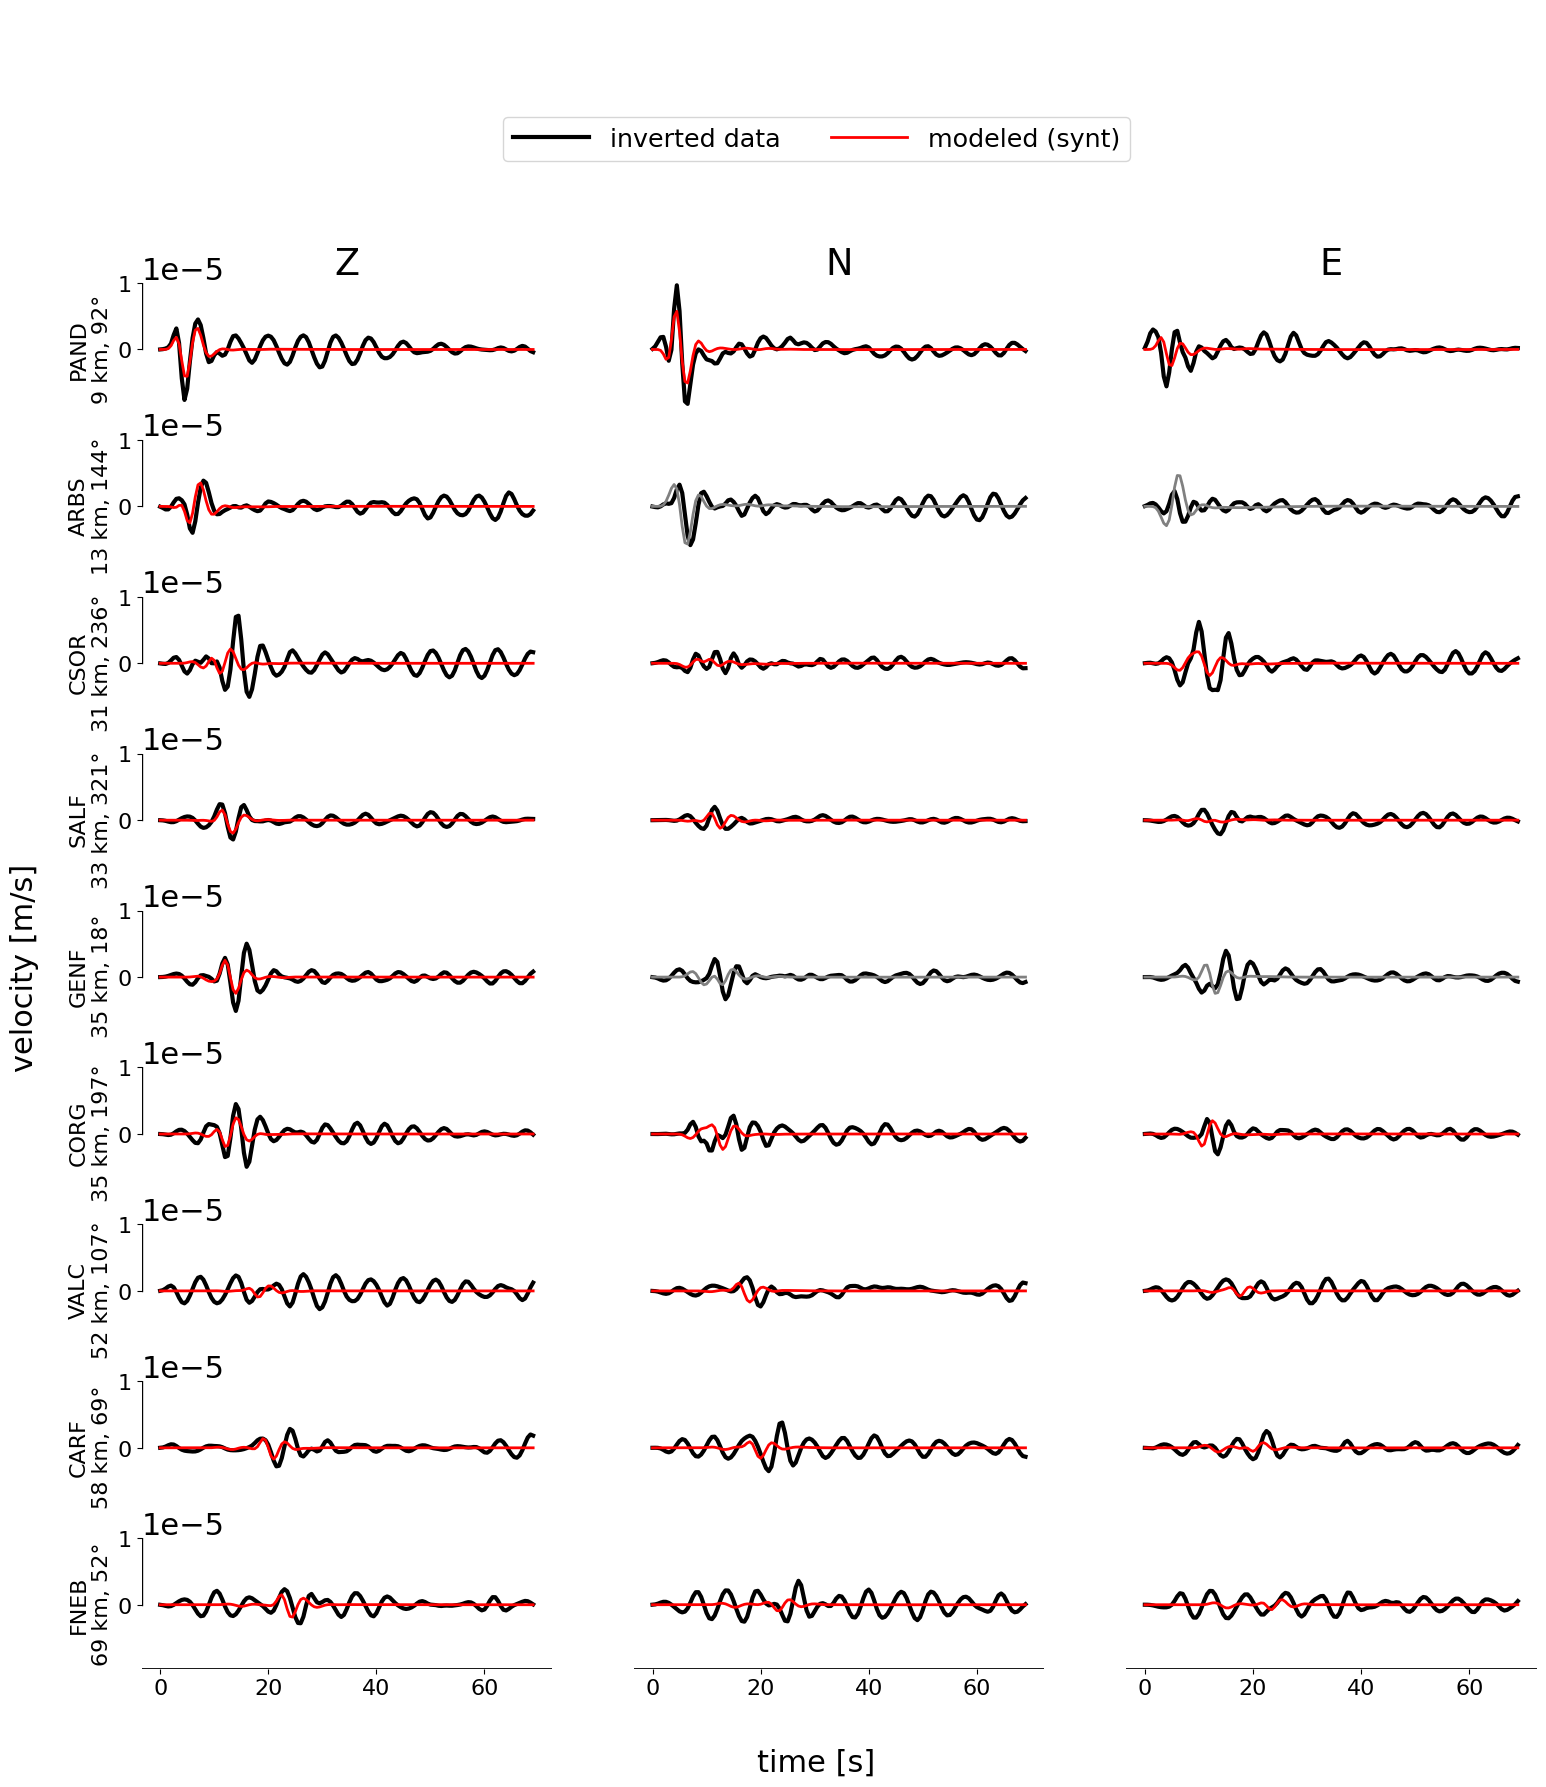 inverted data
modeled (synt)
Z
N
E
1e−5
1
0
PAND
9 km, 92°
1e−5
1
0
ARBS
13 km, 144°
1e−5
1
0
CSOR
31 km, 236°
1e−5
1
0
SALF
33 km, 321°
1e−5
1
0
GENF
35 km, 18°
1e−5
1
0
CORG
35 km, 197°
1e−5
1
0
VALC
52 km, 107°
1e−5
1
0
CARF
58 km, 69°
1e−5
1
0
FNEB
69 km, 52°
velocity [m/s]
0 20 40 60
0 20 40 60
0 20 40 60
time [s]